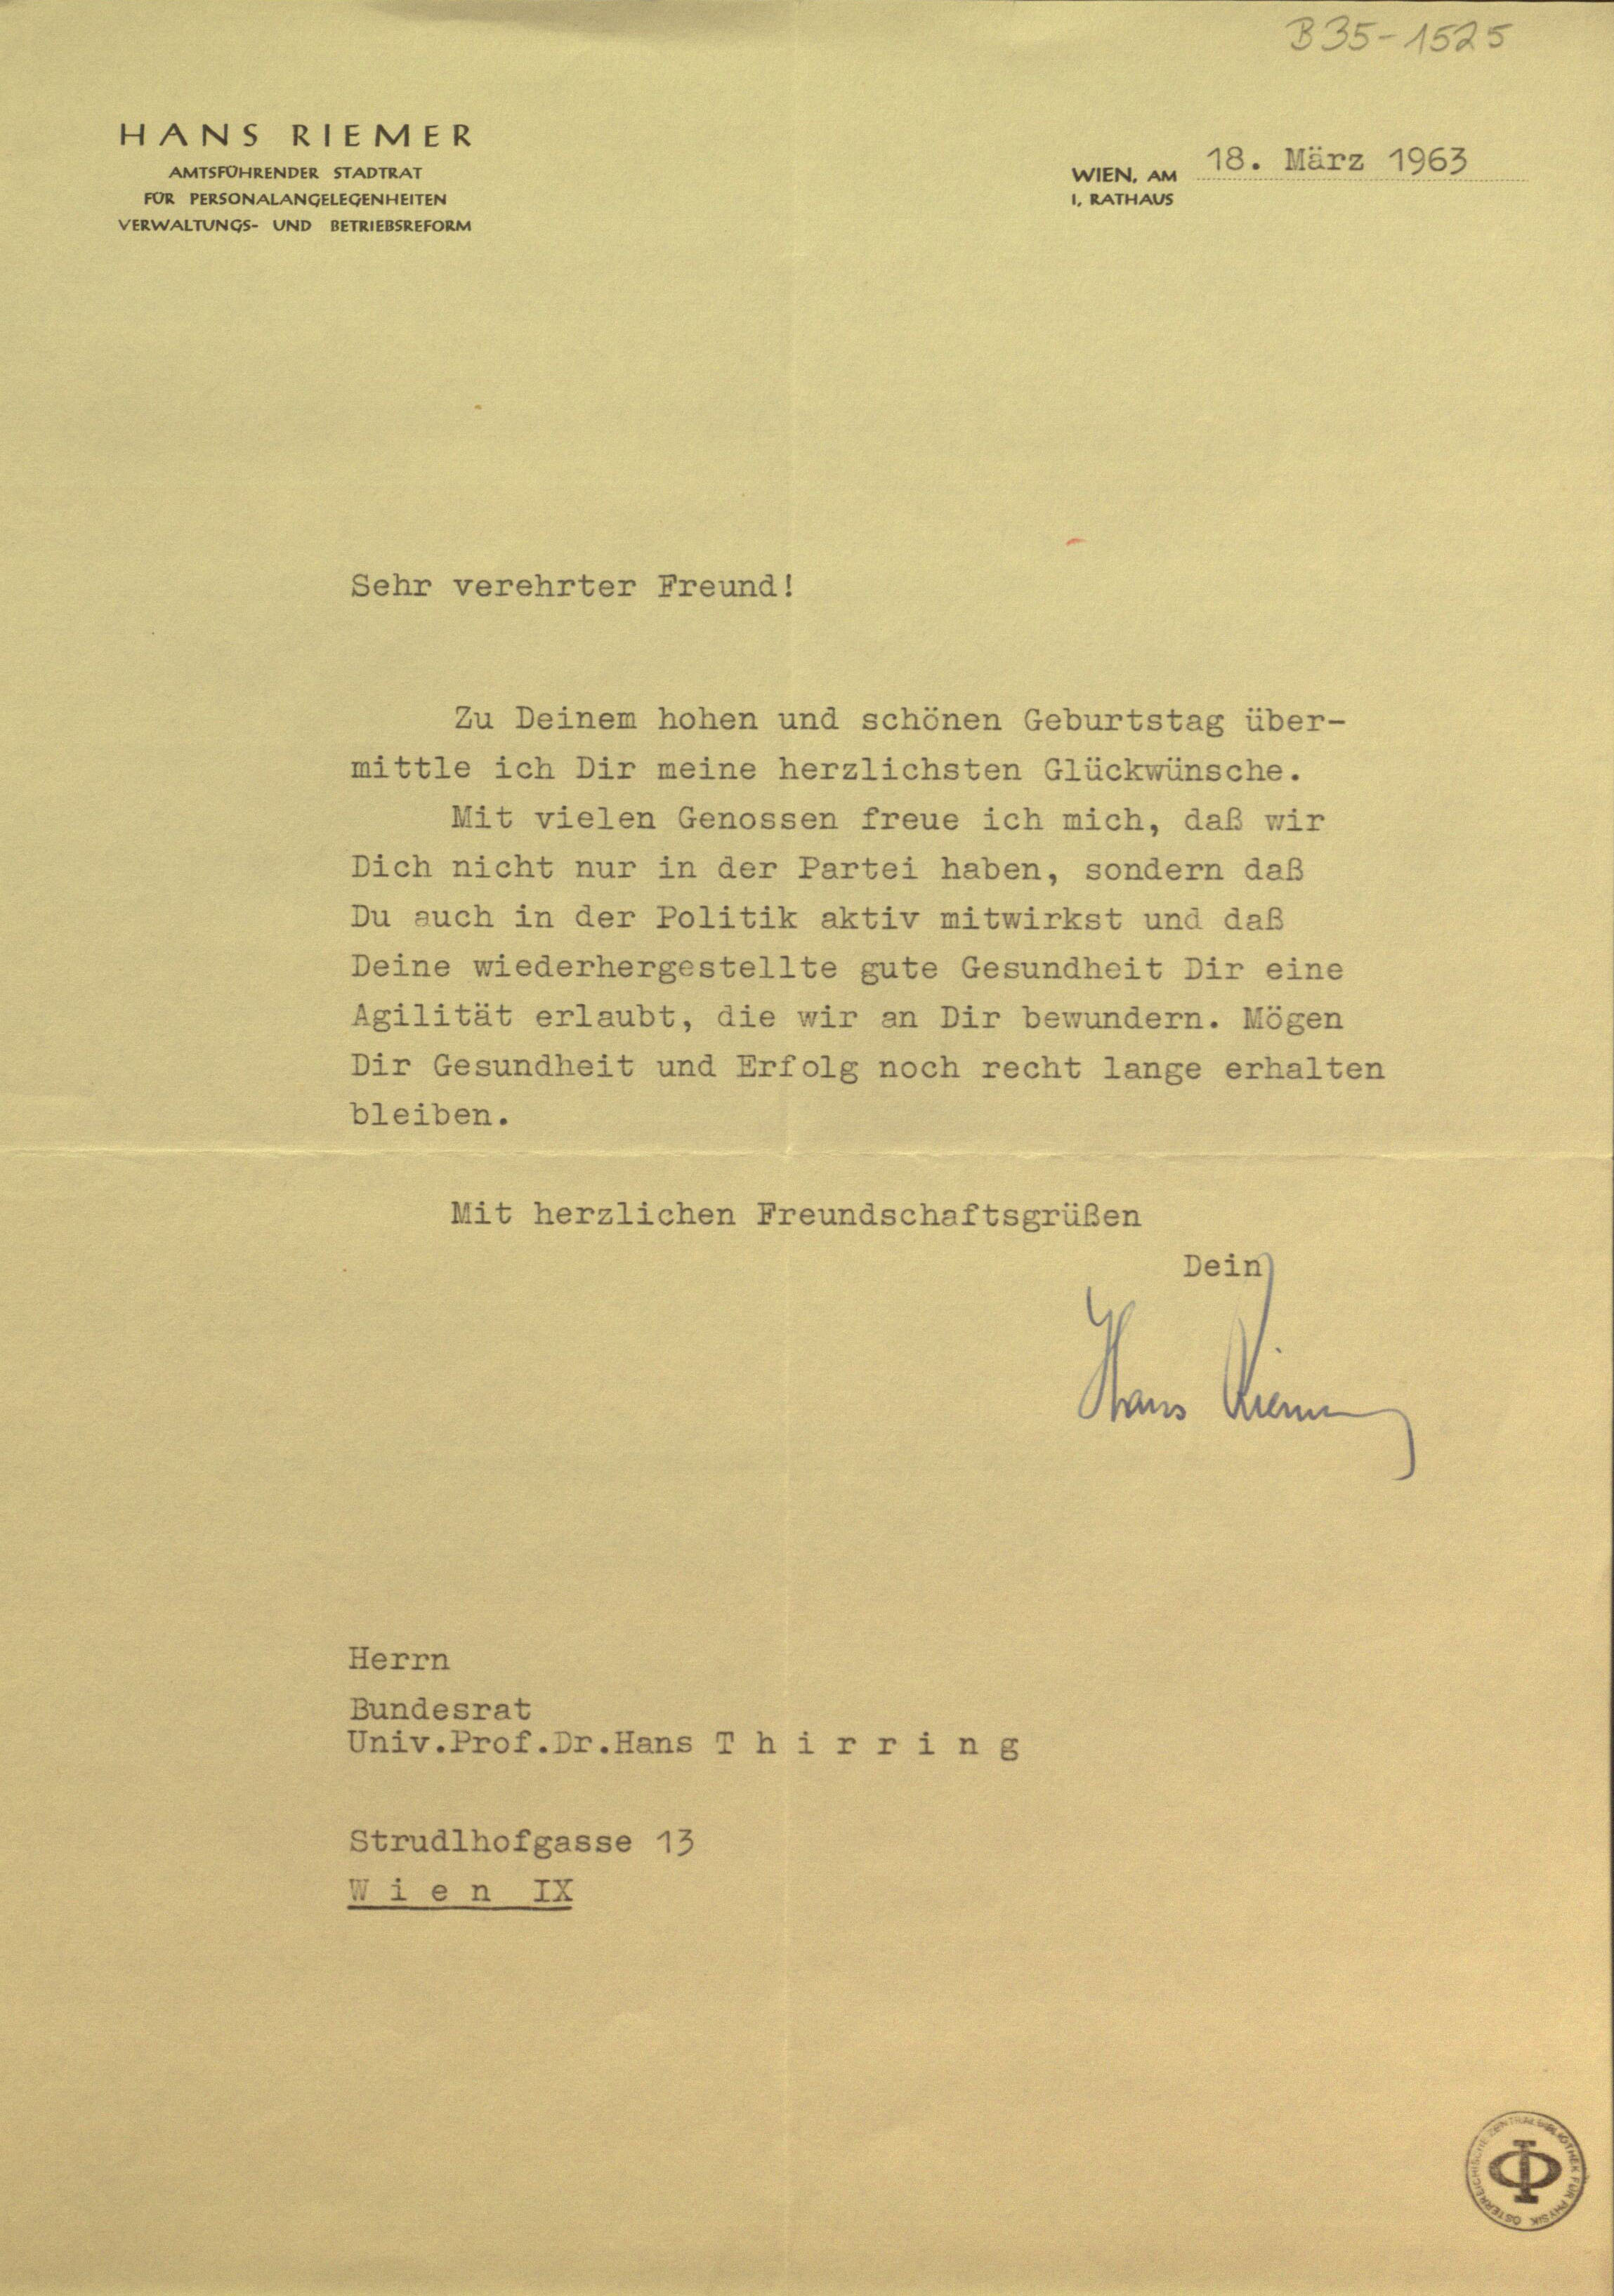 B35-1525
HANS RIEMER
AMTSFÜHRENDER STADTRAT
FÜR PERSONALANGELEGENHEITEN
VERWALTUNGS- UND BETRIEBSREFORM
WIEN, AM 18. März 1963
I, RATHAUS
Sehr verehrter Freund!
Zu Deinem hohen und schönen Geburtstag über-
mittle ich Dir meine herzlichsten Glückwünsche.
Mit vielen Genossen freue ich mich, daß wir
Dich nicht nur in der Partei haben, sondern daß
Du auch in der Politik aktiv mitwirkst und daß
Deine wiederhergestellte gute Gesundheit Dir eine
Agilität erlaubt, die wir an Dir bewundern. Mögen
Dir Gesundheit und Erfolg noch recht lange erhalten
bleiben.
Mit herzlichen Freundschaftsgrüßen
Dein
Hans Riemer
Herrn
Bundesrat
Univ.Prof.Dr.Hans T h i r r i n g
Strudlhofgasse 13
W i e n IX
ÖSTERREICHISCHE ZENTRALBIBLIOTHEK FÜR PHYSIK